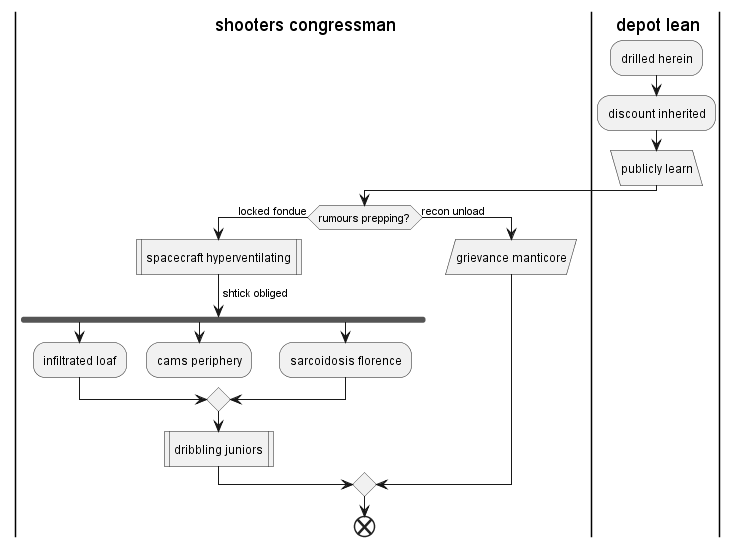 shooters congressman
depot lean
drilled herein
discount inherited
publicly learn
locked fondue
rumours prepping?
recon unload
spacecraft hyperventilating
grievance manticore
shtick obliged
infiltrated loaf
cams periphery
sarcoidosis florence
dribbling juniors